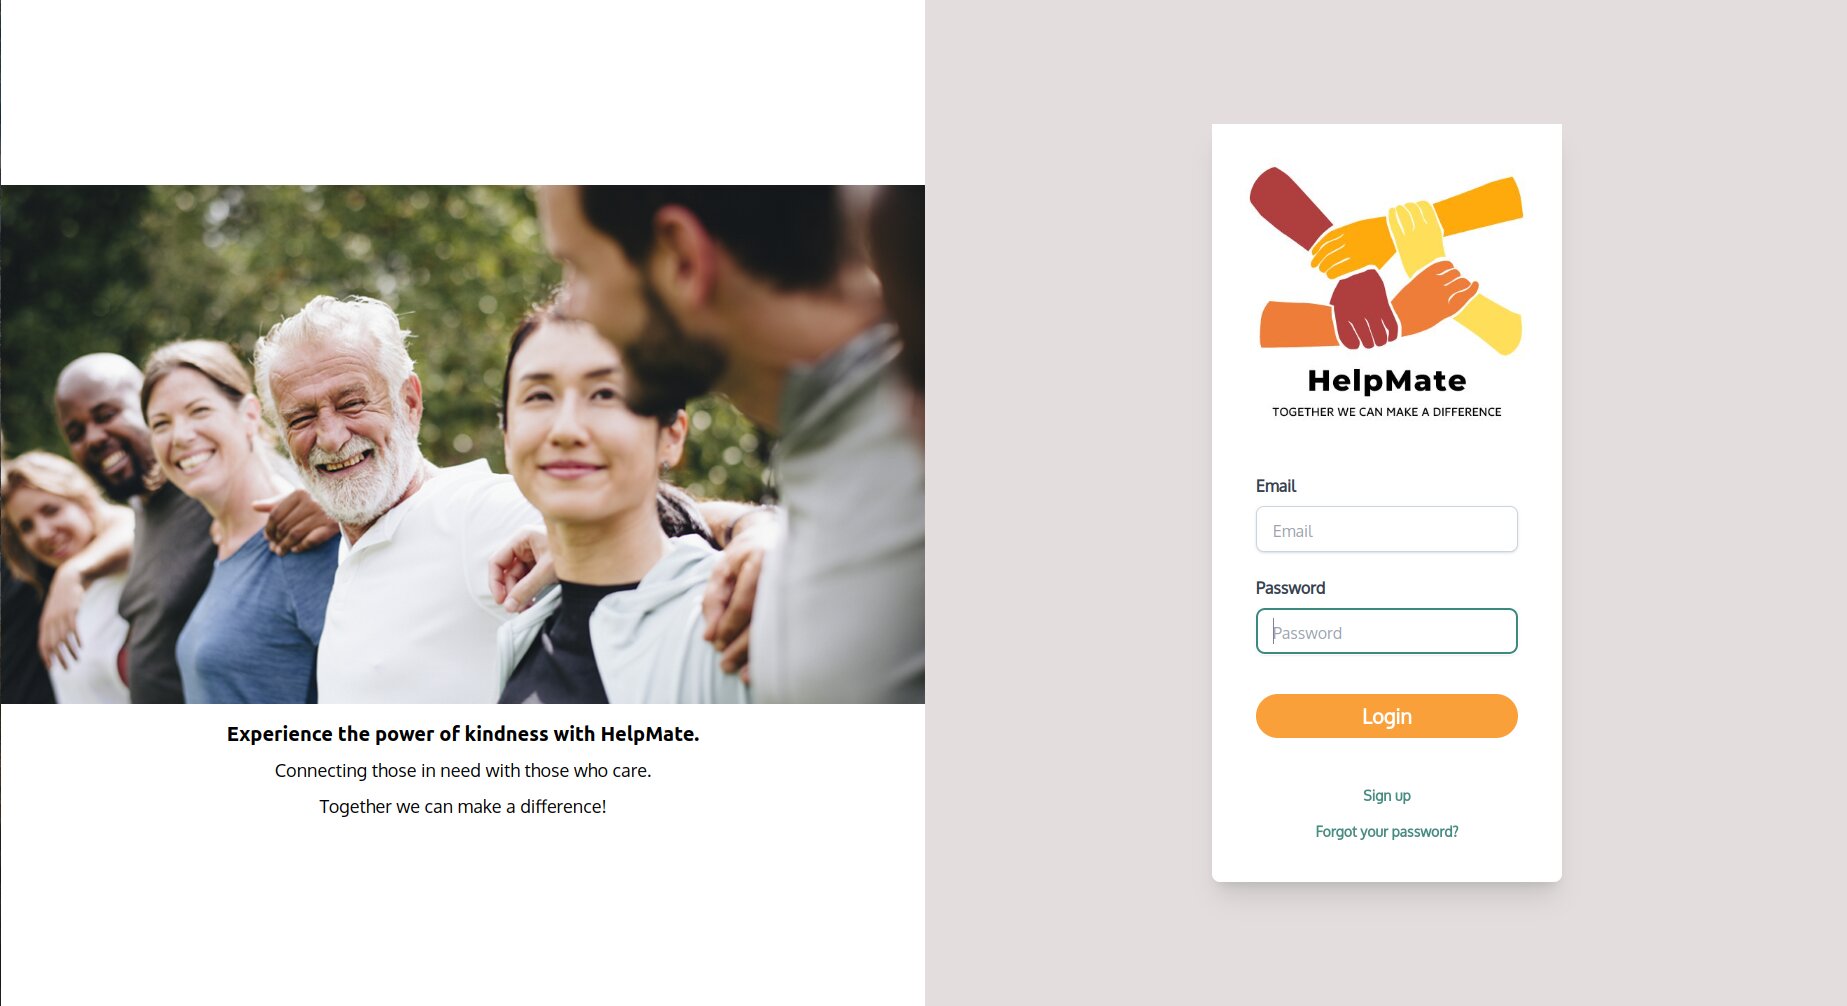 Experience the power of kindness with HelpMate.
Connecting those in need with those who care.
Together we can make a difference!
HelpMate
TOGETHER WE CAN MAKE A DIFFERENCE
Email
Email
Password
Password
Login
Sign up
Forgot your password?